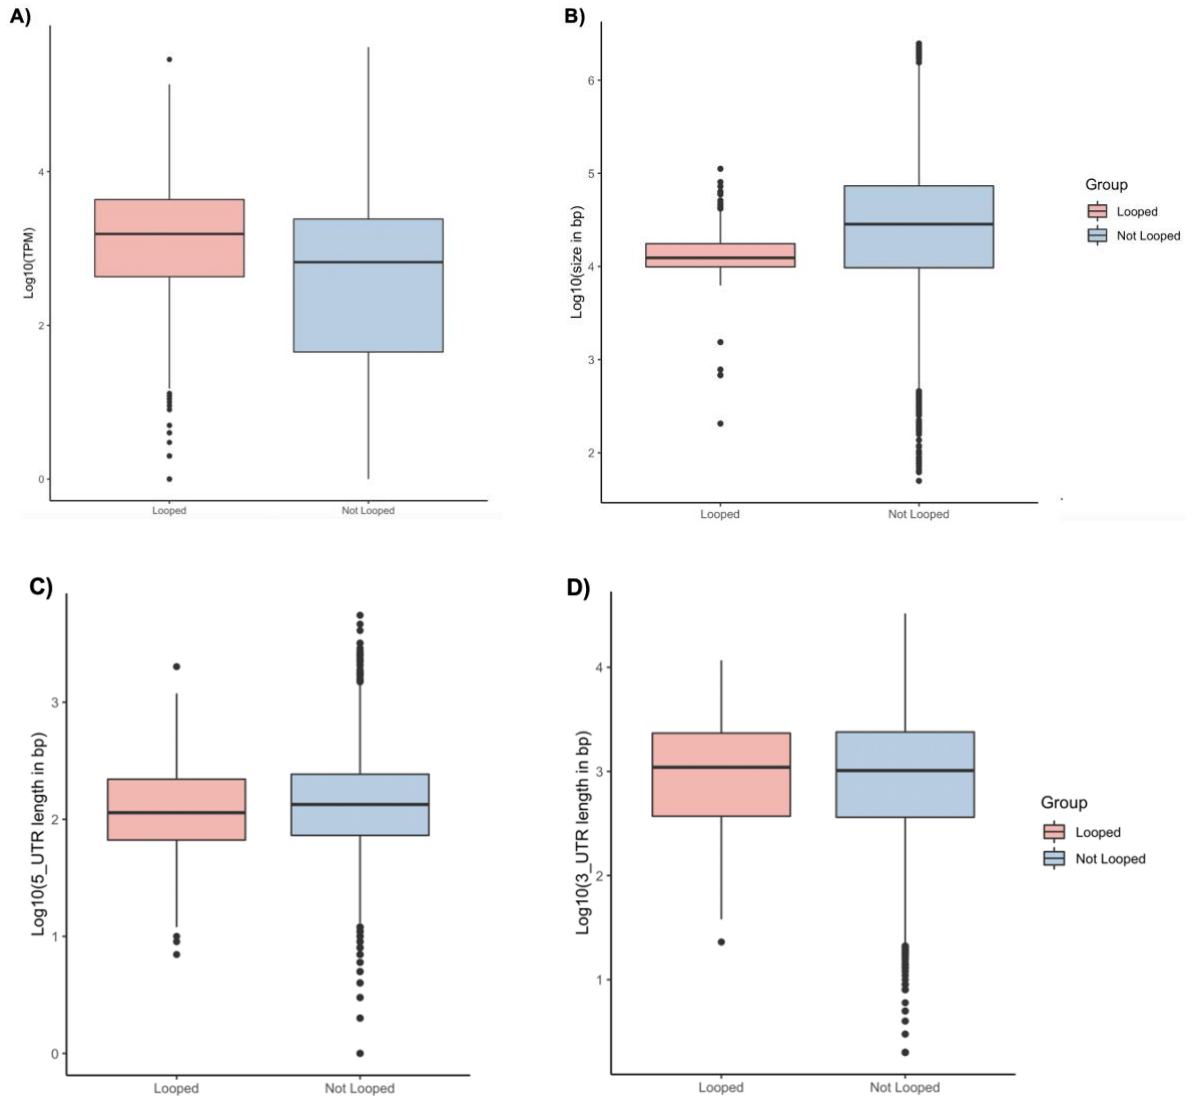 A)
Log10(TPM)
4
2
0
Looped Not Looped
B)
Log10(size in bp)
6
5
4
3
2
Looped Not Looped
Group
Looped
Not Looped
C)
Log10(5_UTR length in bp)
3
2
1
0
Looped Not Looped
D)
Log10(3_UTR length in bp)
4
3
2
1
Looped Not Looped
Group
Looped
Not Looped